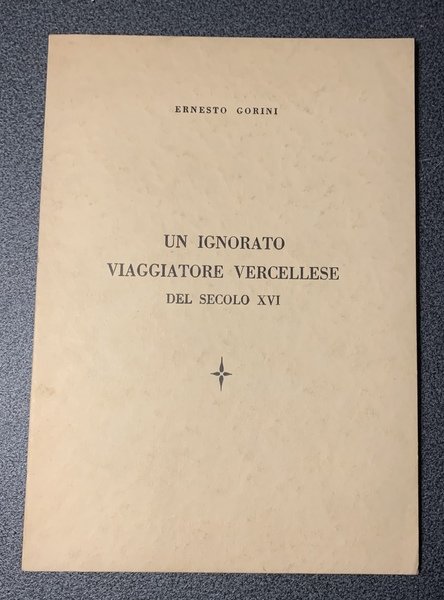 ERNESTO GORINI
UN IGNORATO
VIAGGIATORE VERCELLESE
DEL SECOLO XVI